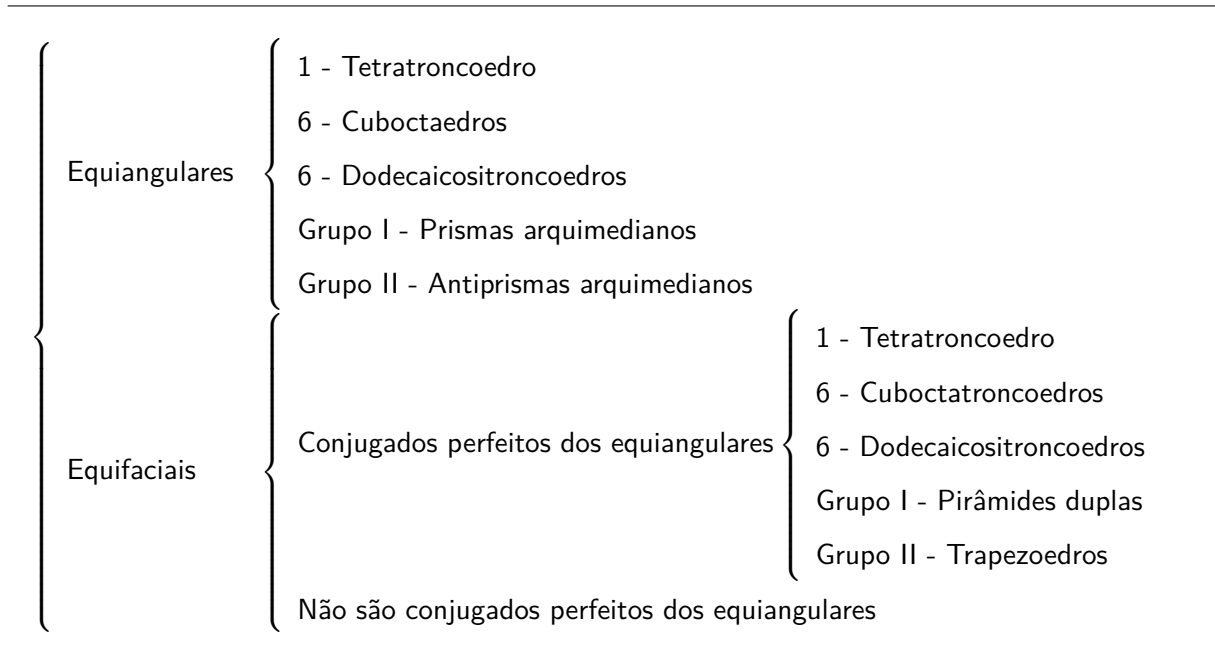 Equiangulares
1 - Tetratroncoedro
6 - Cuboctaedros
6 - Dodecaicositroncoedros
Grupo I - Prismas arquimedianos
Grupo II - Antiprismas arquimedianos
Equifaciais
Conjugados perfeitos dos equiangulares
1 - Tetratroncoedro
6 - Cuboctatroncoedros
6 - Dodecaicositroncoedros
Grupo I - Pirâmides duplas
Grupo II - Trapezoedros
Não são conjugados perfeitos dos equiangulares